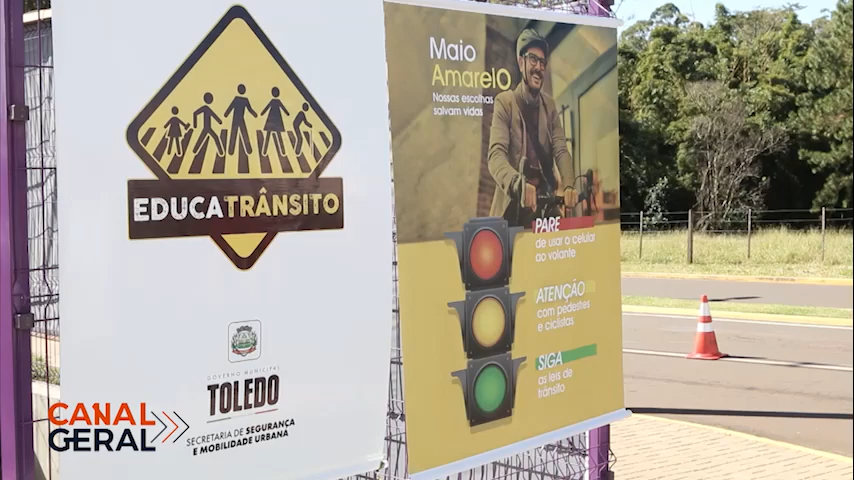 EDUCATRÂNSITO
GOVERNO MUNICIPAL
TOLEDO
SECRETARIA DE SEGURANÇA
E MOBILIDADE URBANA
CANAL
GERAL
Maio
AmarelO
Nossas escolhas
salvam vidas
PARE
de usar o celular
ao volante
ATENÇÃO
com pedestres
e ciclistas
SIGA
as leis de
trânsito